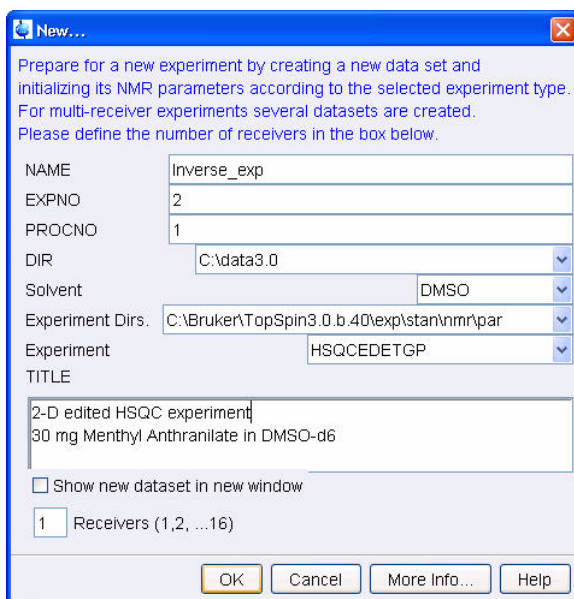 New...
Prepare for a new experiment by creating a new data set and
initializing its NMR parameters according to the selected experiment type.
For multi-receiver experiments several datasets are created.
Please define the number of receivers in the box below.
NAME Inverse_exp
EXPNO 2
PROCNO 1
DIR C:\data3.0
Solvent DMSO
Experiment Dirs. C:\Bruker\TopSpin3.0.b.40\exp\stan\nmr\par
Experiment HSQCEDETGP
TITLE
2-D edited HSQC experiment
30 mg Menthyl Anthranilate in DMSO-d6
Show new dataset in new window
1 Receivers (1,2, ...16)
OK Cancel More Info... Help